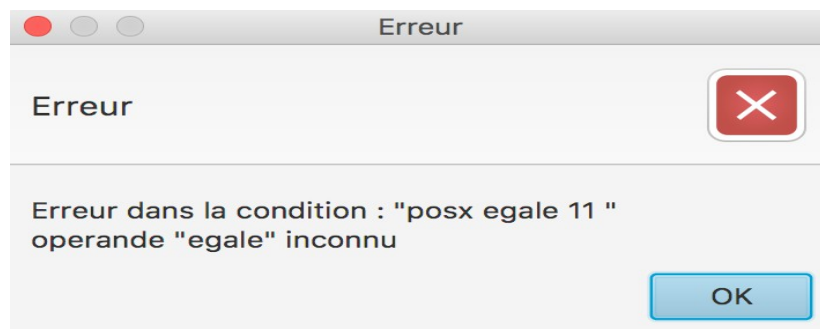 Erreur
Erreur
Erreur dans la condition : "posx egale 11 "
operande "egale" inconnu
OK